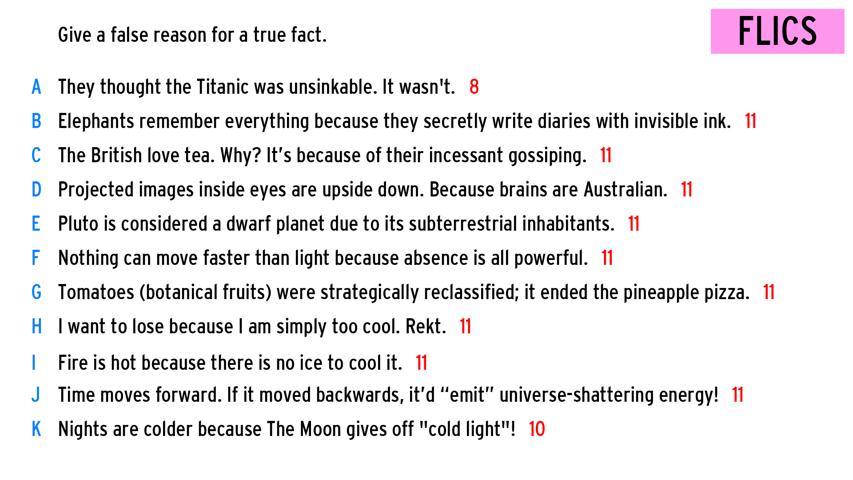 Give a false reason for a true fact.
FLICS
A They thought the Titanic was unsinkable. It wasn't. 8
B Elephants remember everything because they secretly write diaries with invisible ink. 11
C The British love tea. Why? It's because of their incessant gossiping. 11
D Projected images inside eyes are upside down. Because brains are Australian. 11
E Pluto is considered a dwarf planet due to its subterrestrial inhabitants. 11
F Nothing can move faster than light because absence is all powerful. 11
G Tomatoes (botanical fruits) were strategically reclassified; it ended the pineapple pizza. 11
H I want to lose because I am simply too cool. Rekt. 11
I Fire is hot because there is no ice to cool it. 11
J Time moves forward. If it moved backwards, it'd “emit” universe-shattering energy! 11
K Nights are colder because The Moon gives off "cold light"! 10